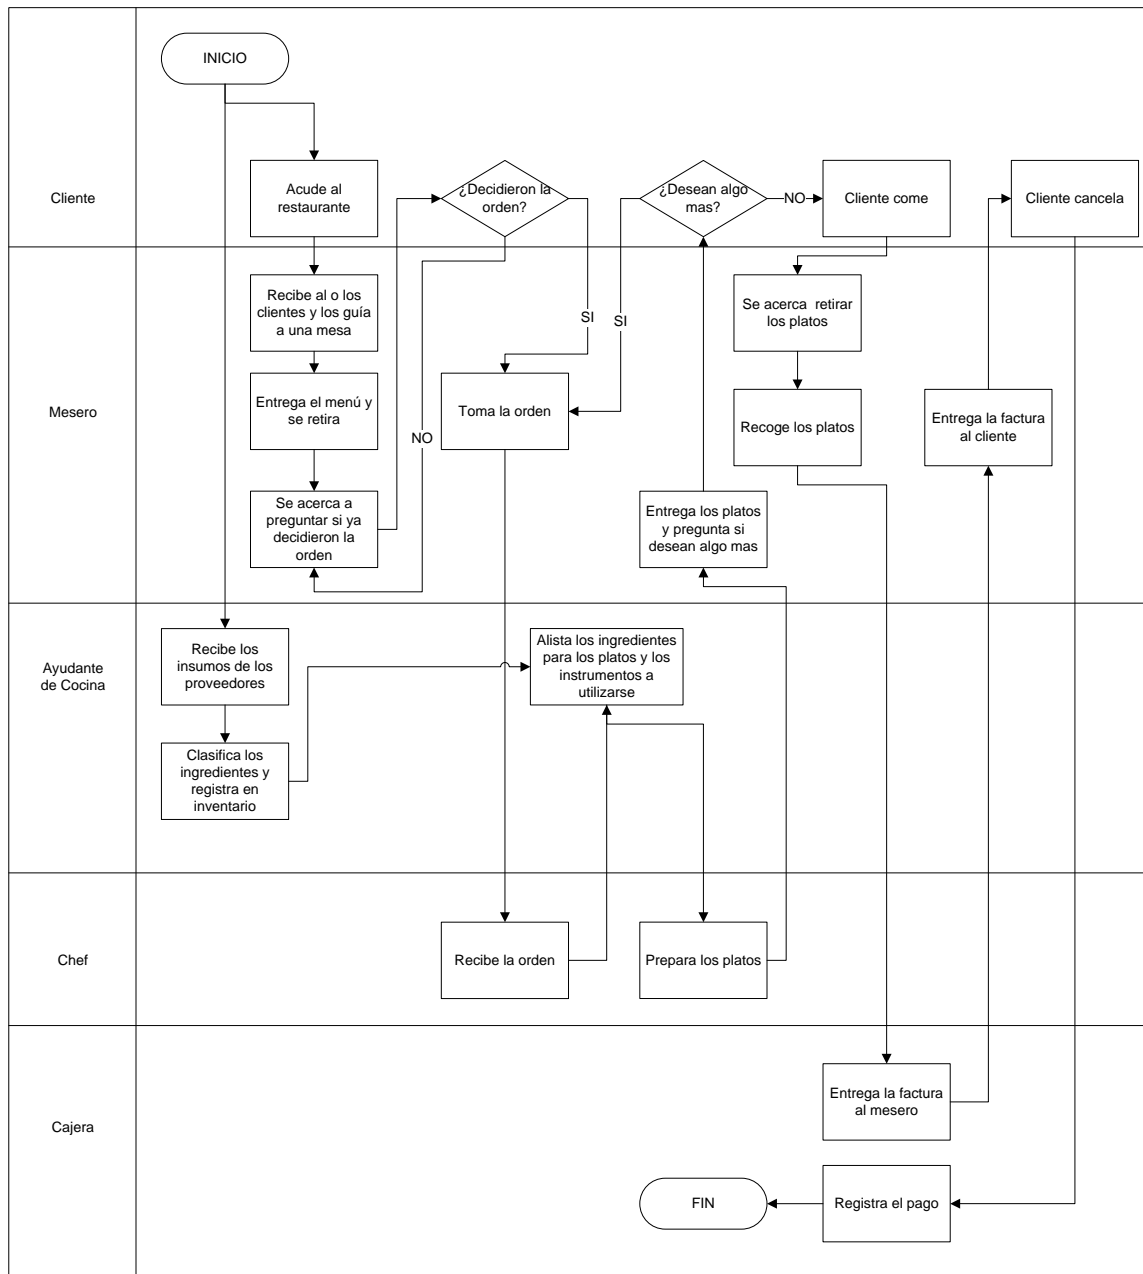 INICIO
Cliente
Acude al
restaurante
¿Decidieron la
orden?
¿Desean algo
mas?
NO
Cliente come
Cliente cancela
Mesero
Recibe al o los
clientes y los guía
a una mesa
SI
SI
Se acerca  retirar
los platos
Entrega el menú y
se retira
NO
Toma la orden
Recoge los platos
Entrega la factura
al cliente
Se acerca a
preguntar si ya
decidieron la
orden
Entrega los platos
y pregunta si
desean algo mas
Ayudante
de Cocina
Recibe los
insumos de los
proveedores
Alista los ingredientes
para los platos y los
instrumentos a
utilizarse
Clasifica los
ingredientes y
registra en
inventario
Chef
Recibe la orden
Prepara los platos
Cajera
Entrega la factura
al mesero
FIN
Registra el pago